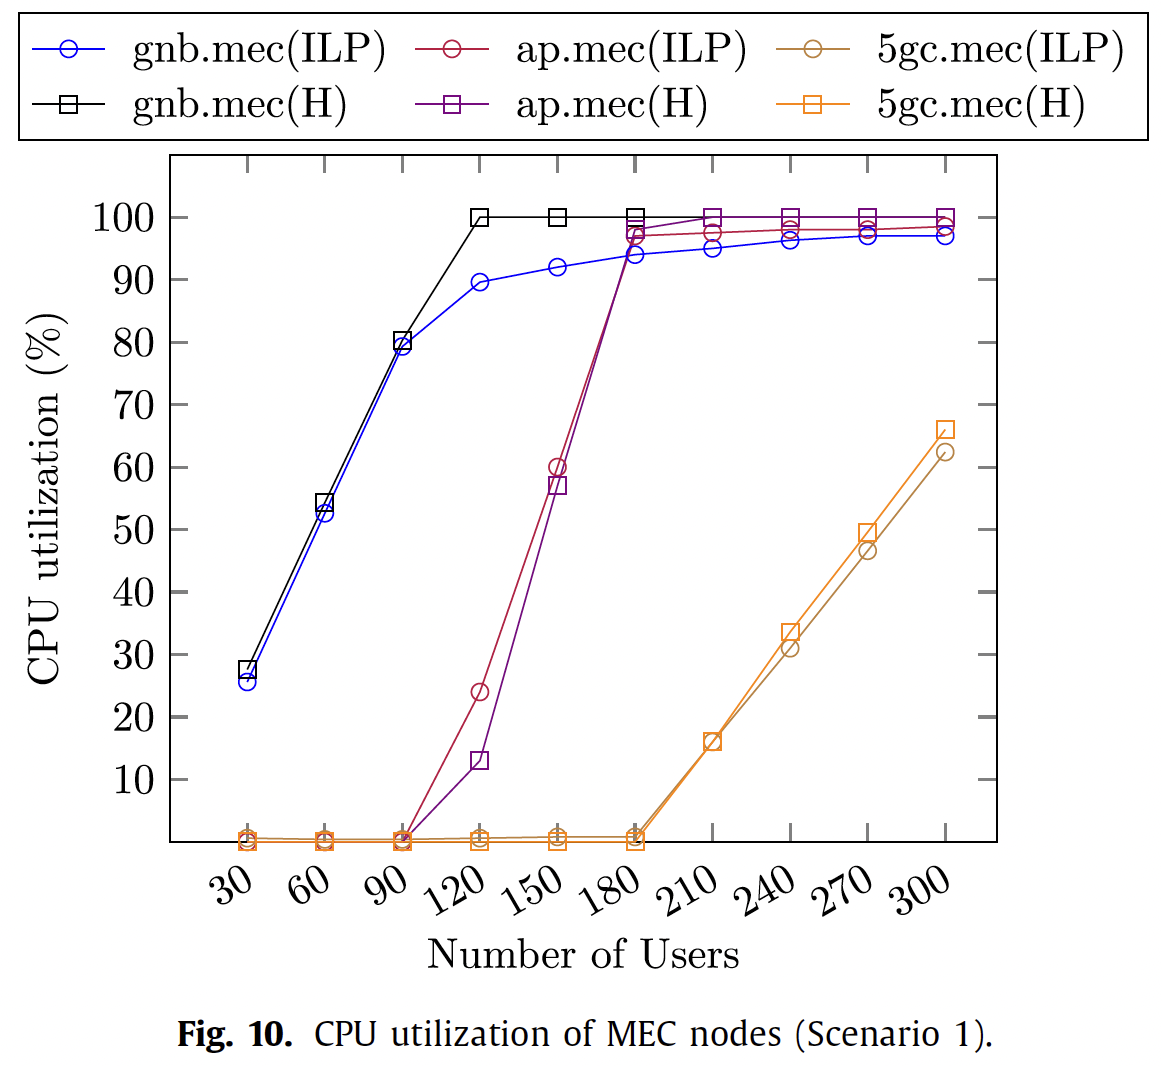 gnb.mec(ILP) ap.mec(ILP) 5gc.mec(ILP)
gnb.mec(H) ap.mec(H) 5gc.mec(H)
100
90
80
70
60
50
40
30
20
10
CPU utilization (%)
30 60 90 120 150 180 210 240 270 300
Number of Users
Fig. 10. CPU utilization of MEC nodes (Scenario 1).